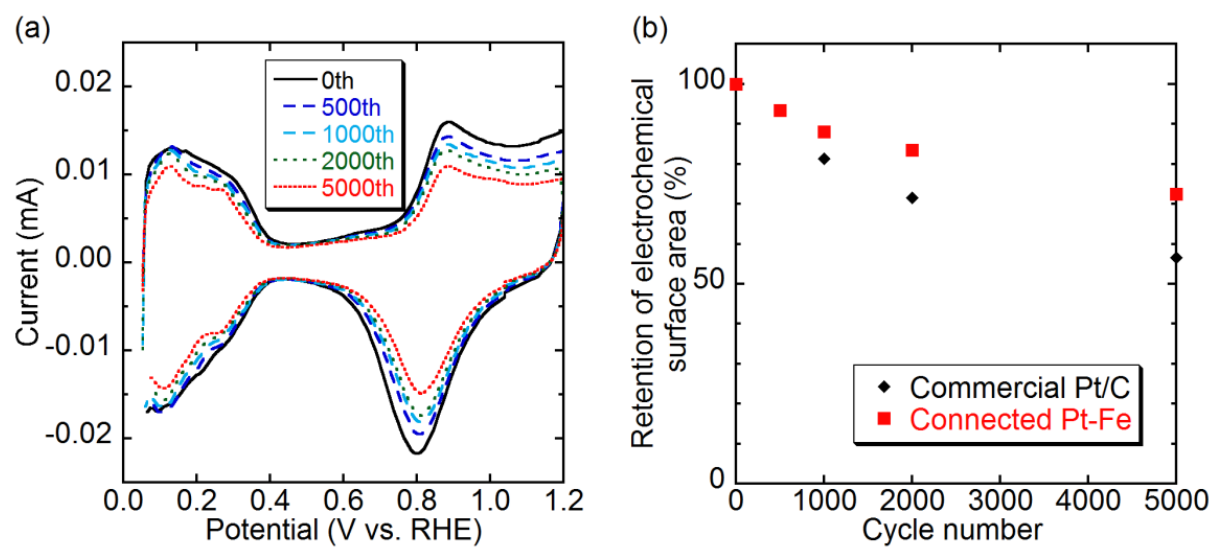 (a)
0.02
0.01
0.00
-0.01
-0.02
Current (mA)
0th
500th
1000th
2000th
5000th
0.0 0.2 0.4 0.6 0.8 1.0 1.2
Potential (V vs. RHE)
(b)
Retention of electrochemical
surface area (%)
100
50
0
Commercial Pt/C
Connected Pt-Fe
0 1000 2000 3000 4000 5000
Cycle number